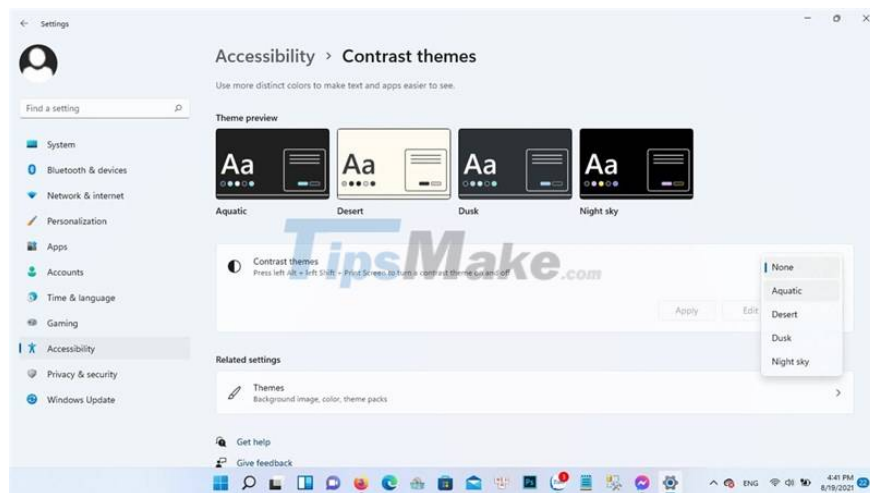 Settings
Accessibility > Contrast themes
Use more distinct colors to make text and apps easier to see.
Find a setting
System
Bluetooth & devices
Network & internet
Personalization
Apps
Accounts
Time & language
Gaming
Accessibility
Privacy & security
Windows Update
Theme preview
Aa
Aa
Aa
Aa
Aquatic
Desert
Dusk
Night sky
TipsMake.com
Contrast themes
Press left Alt + left Shift + Print Screen to turn a contrast theme on and off
None
Aquatic
Desert
Dusk
Night sky
Apply
Edit
Related settings
Themes
Background image, color, theme packs
Get help
Give feedback
ENG
4:41 PM
8/19/2021
22